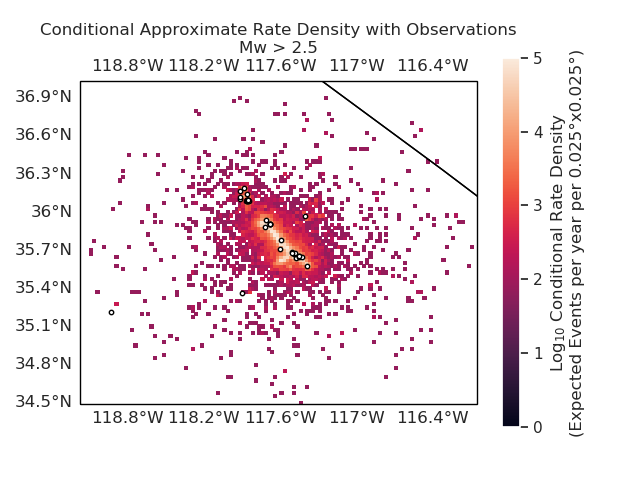 Conditional Approximate Rate Density with Observations
Mw > 2.5
118.8°W 118.2°W 117.6°W 117°W 116.4°W
36.9°N
36.6°N
36.3°N
36°N
35.7°N
35.4°N
35.1°N
34.8°N
34.5°N
118.8°W 118.2°W 117.6°W 117°W 116.4°W
5
4
3
2
1
0
Log₁₀ Conditional Rate Density
(Expected Events per year per 0.025°x0.025°)